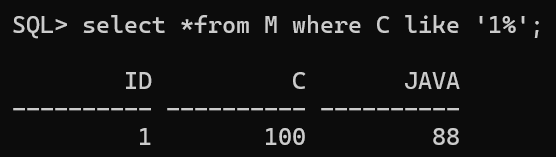 SQL> select *from M where C like '1%';
ID C JAVA
---------- ---------- ----------
1 100 88